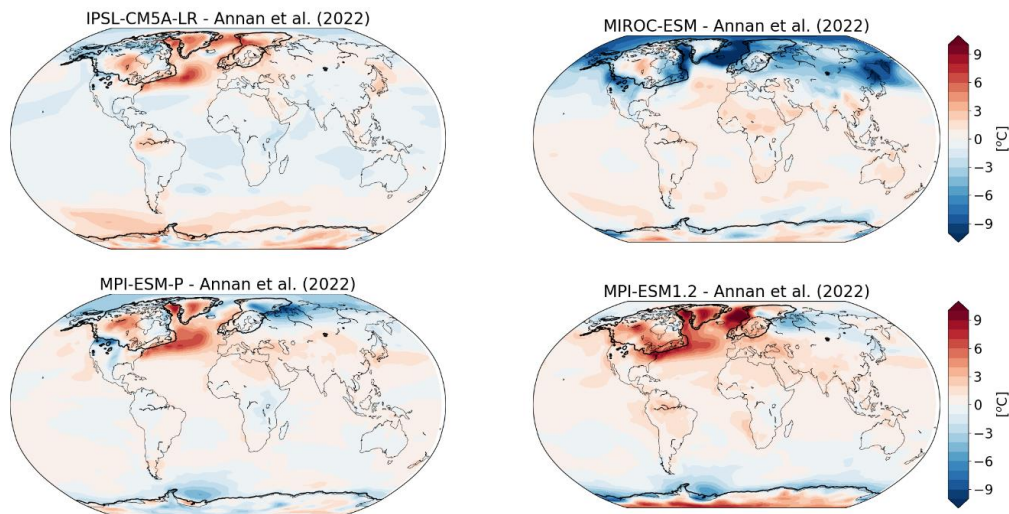 IPSL-CM5A-LR - Annan et al. (2022)
MIROC-ESM - Annan et al. (2022)
9
6
3
0
−3
−6
−9
[°C]
MPI-ESM-P - Annan et al. (2022)
MPI-ESM1.2 - Annan et al. (2022)
9
6
3
0
−3
−6
−9
[°C]